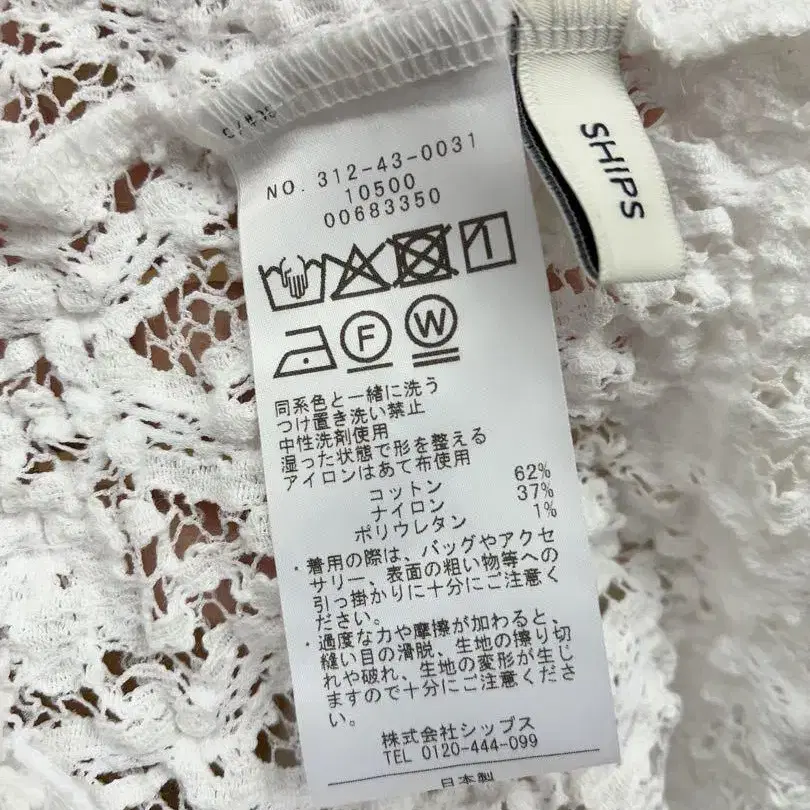 SHIPS
NO. 312-43-0031
10500
00683350
F W
同系色と一緒に洗う
つけ置き洗い禁止
中性洗剤使用
湿った状態で形を整える
アイロンはあて布使用
コットン 62%
ナイロン 37%
ポリウレタン 1%
・着用の際は、バッグやアクセ
サリー、表面の粗い物等への
引っ掛かりに十分にご注意く
ださい。
・過度な力や摩擦が加わると、
縫い目の滑脱、生地の擦り切
れや破れ、生地の変形が生じ
ますので十分にご注意くださ
い。
株式会社シップス
TEL 0120-444-099
日本製